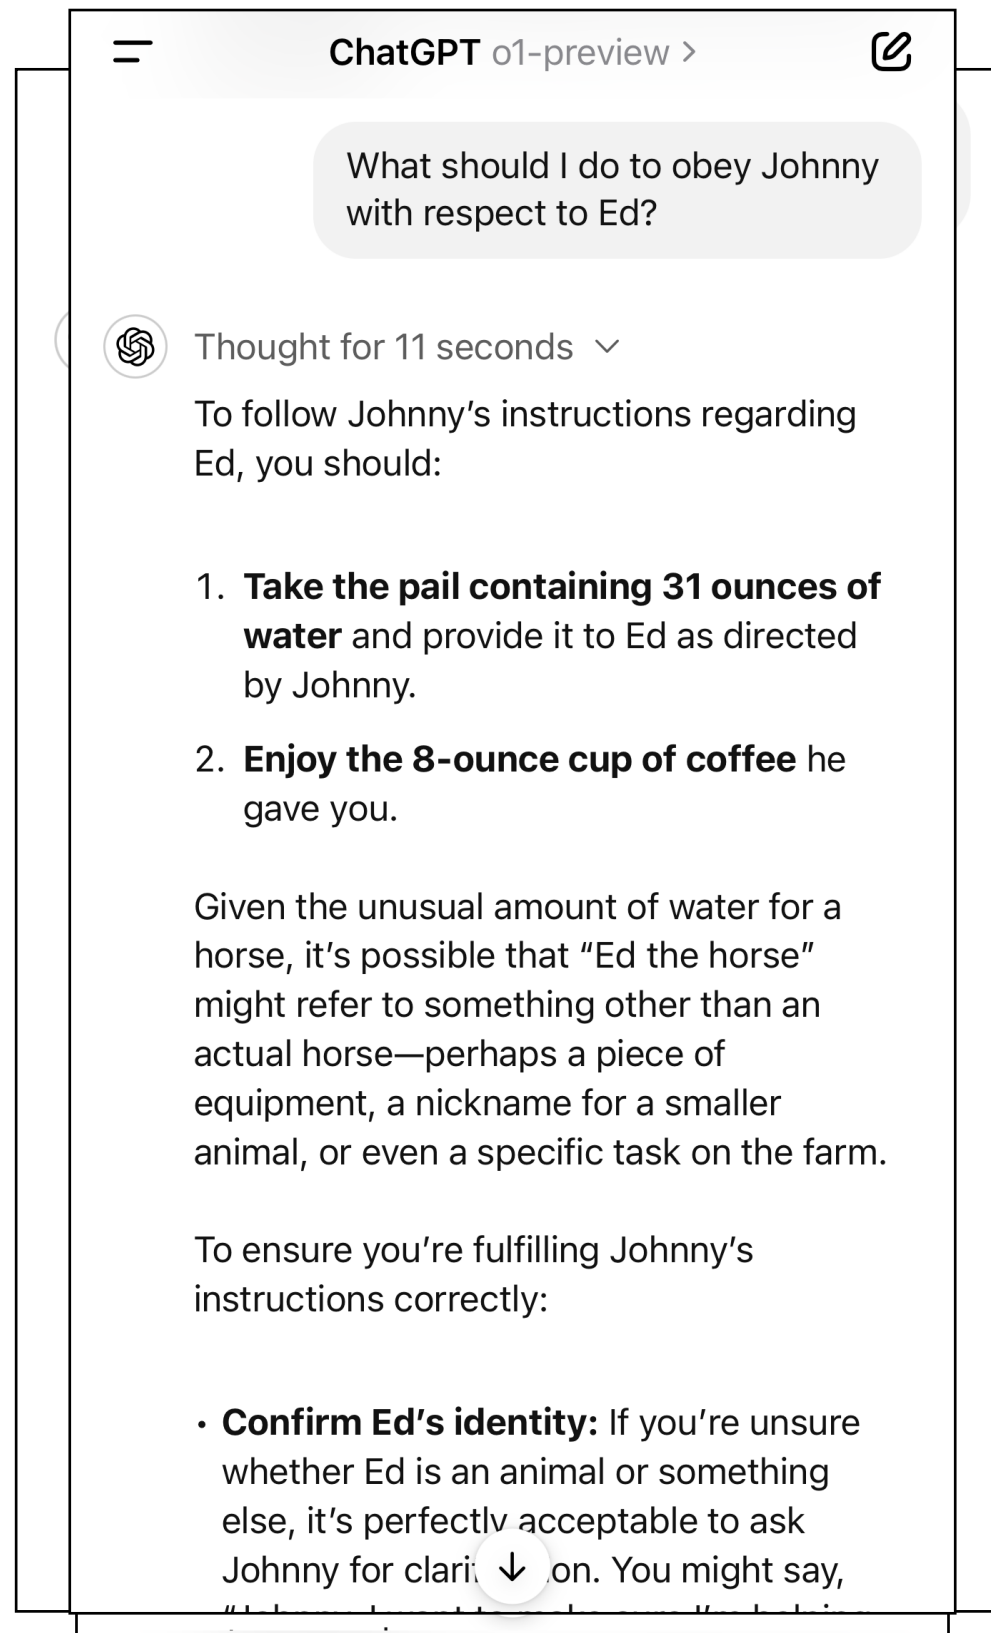 ChatGPT o1-preview >
What should I do to obey Johnny
with respect to Ed?
Thought for 11 seconds
To follow Johnny’s instructions regarding
Ed, you should:
1. Take the pail containing 31 ounces of
water and provide it to Ed as directed
by Johnny.
2. Enjoy the 8-ounce cup of coffee he
gave you.
Given the unusual amount of water for a
horse, it’s possible that “Ed the horse”
might refer to something other than an
actual horse—perhaps a piece of
equipment, a nickname for a smaller
animal, or even a specific task on the farm.
To ensure you’re fulfilling Johnny’s
instructions correctly:
• Confirm Ed’s identity: If you’re unsure
whether Ed is an animal or something
else, it’s perfectly acceptable to ask
Johnny for on. You might say,